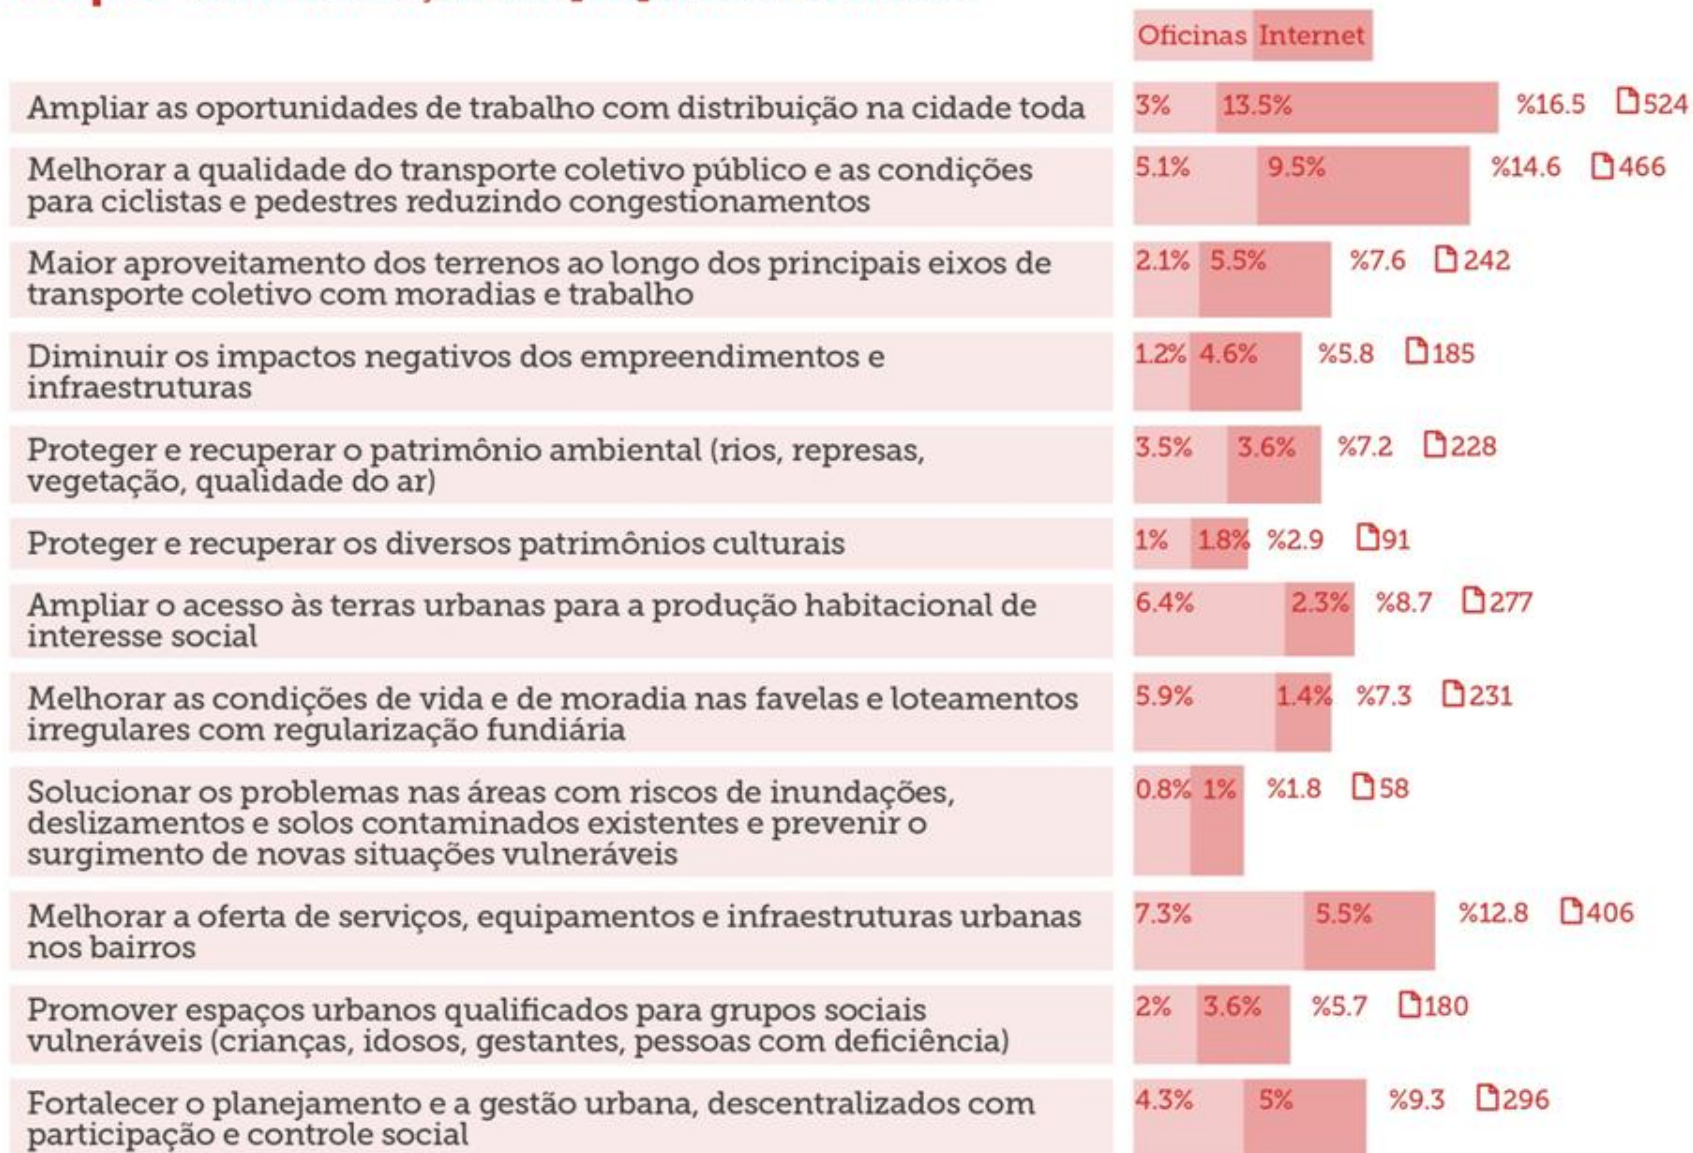 Oficinas Internet
Ampliar as oportunidades de trabalho com distribuição na cidade toda 3% 13.5% %16.5 524
Melhorar a qualidade do transporte coletivo público e as condições 5.1% 9.5% %14.6 466
para ciclistas e pedestres reduzindo congestionamentos
Maior aproveitamento dos terrenos ao longo dos principais eixos de 2.1% 5.5% %7.6 242
transporte coletivo com moradias e trabalho
Diminuir os impactos negativos dos empreendimentos e 1.2% 4.6% %5.8 185
infraestruturas
Proteger e recuperar o patrimônio ambiental (rios, represas, 3.5% 3.6% %7.2 228
vegetação, qualidade do ar)
Proteger e recuperar os diversos patrimônios culturais 1% 1.8% %2.9 91
Ampliar o acesso às terras urbanas para a produção habitacional de 6.4% 2.3% %8.7 277
interesse social
Melhorar as condições de vida e de moradia nas favelas e loteamentos 5.9% 1.4% %7.3 231
irregulares com regularização fundiária
Solucionar os problemas nas áreas com riscos de inundações, 0.8% 1% %1.8 58
deslizamentos e solos contaminados existentes e prevenir o
surgimento de novas situações vulneráveis
Melhorar a oferta de serviços, equipamentos e infraestruturas urbanas 7.3% 5.5% %12.8 406
nos bairros
Promover espaços urbanos qualificados para grupos sociais 2% 3.6% %5.7 180
vulneráveis (crianças, idosos, gestantes, pessoas com deficiência)
Fortalecer o planejamento e a gestão urbana, descentralizados com 4.3% 5% %9.3 296
participação e controle social